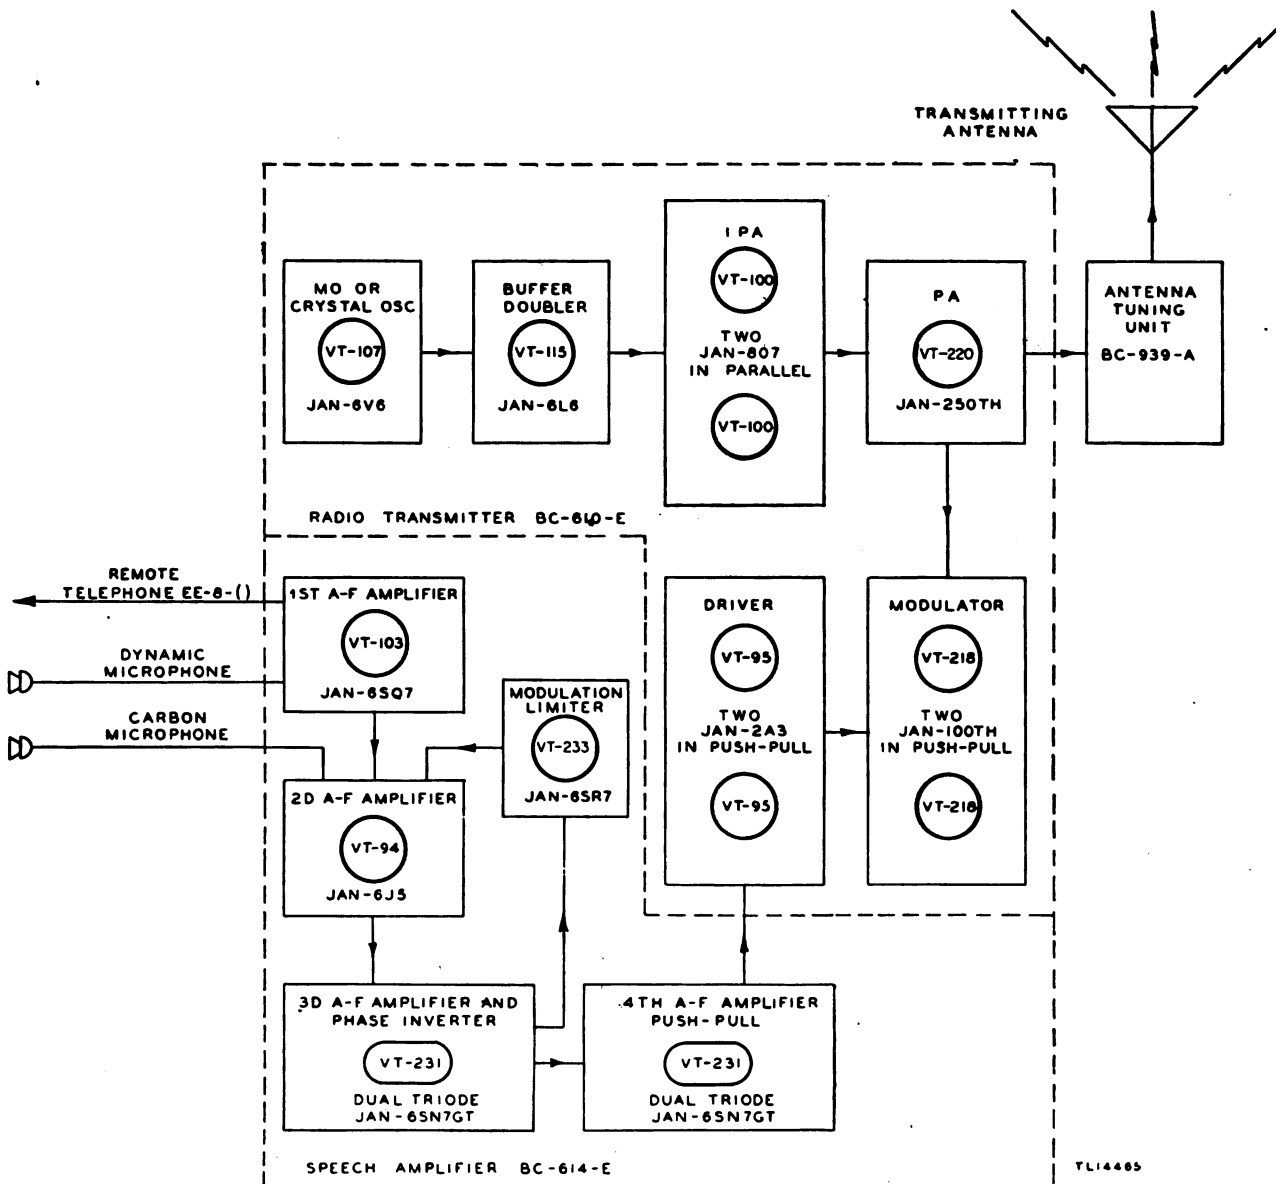 TRANSMITTING
ANTENNA
MO OR
CRYSTAL OSC
VT-107
JAN-6V6
BUFFER
DOUBLER
VT-115
JAN-6L6
IPA
VT-100
TWO
JAN-807
IN PARALLEL
VT-100
PA
VT-220
JAN-250TH
ANTENNA
TUNING
UNIT
BC-939-A
RADIO TRANSMITTER BC-610-E
REMOTE
TELEPHONE EE-8-()
DYNAMIC
MICROPHONE
CARBON
MICROPHONE
1ST A-F AMPLIFIER
VT-103
JAN-6SQ7
MODULATION
LIMITER
VT-233
JAN-6SR7
DRIVER
VT-95
TWO
JAN-2A3
IN PUSH-PULL
VT-95
MODULATOR
VT-218
TWO
JAN-100TH
IN PUSH-PULL
VT-218
2D A-F AMPLIFIER
VT-94
JAN-6J5
3D A-F AMPLIFIER AND
PHASE INVERTER
VT-231
DUAL TRIODE
JAN-6SN7GT
4TH A-F AMPLIFIER
PUSH-PULL
VT-231
DUAL TRIODE
JAN-6SN7GT
SPEECH AMPLIFIER BC-614-E
TL14465